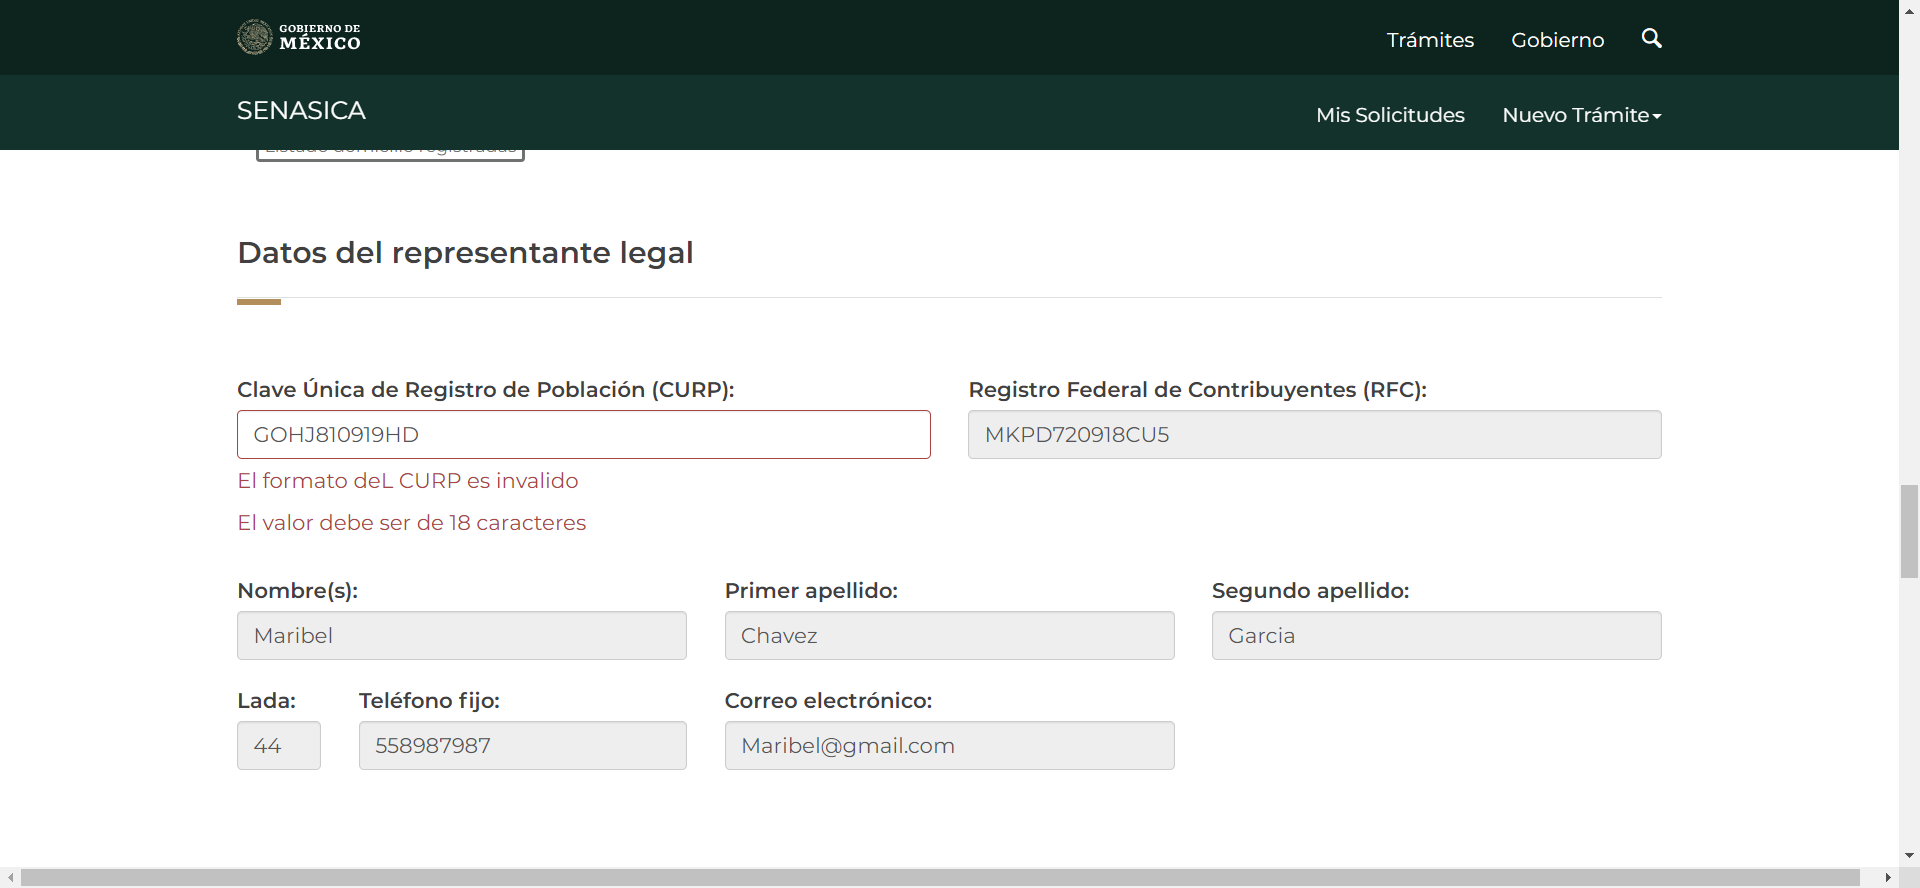 GOBIERNO DE
MÉXICO
Trámites
Gobierno
SENASICA
Mis Solicitudes
Nuevo Trámite
Listado domicilio registradas
Datos del representante legal
Clave Única de Registro de Población (CURP):
Registro Federal de Contribuyentes (RFC):
GOHJ810919HD
MKPD720918CU5
El formato deL CURP es invalido
El valor debe ser de 18 caracteres
Nombre(s):
Primer apellido:
Segundo apellido:
Maribel
Chavez
Garcia
Lada:
Teléfono fijo:
Correo electrónico:
44
558987987
Maribel@gmail.com